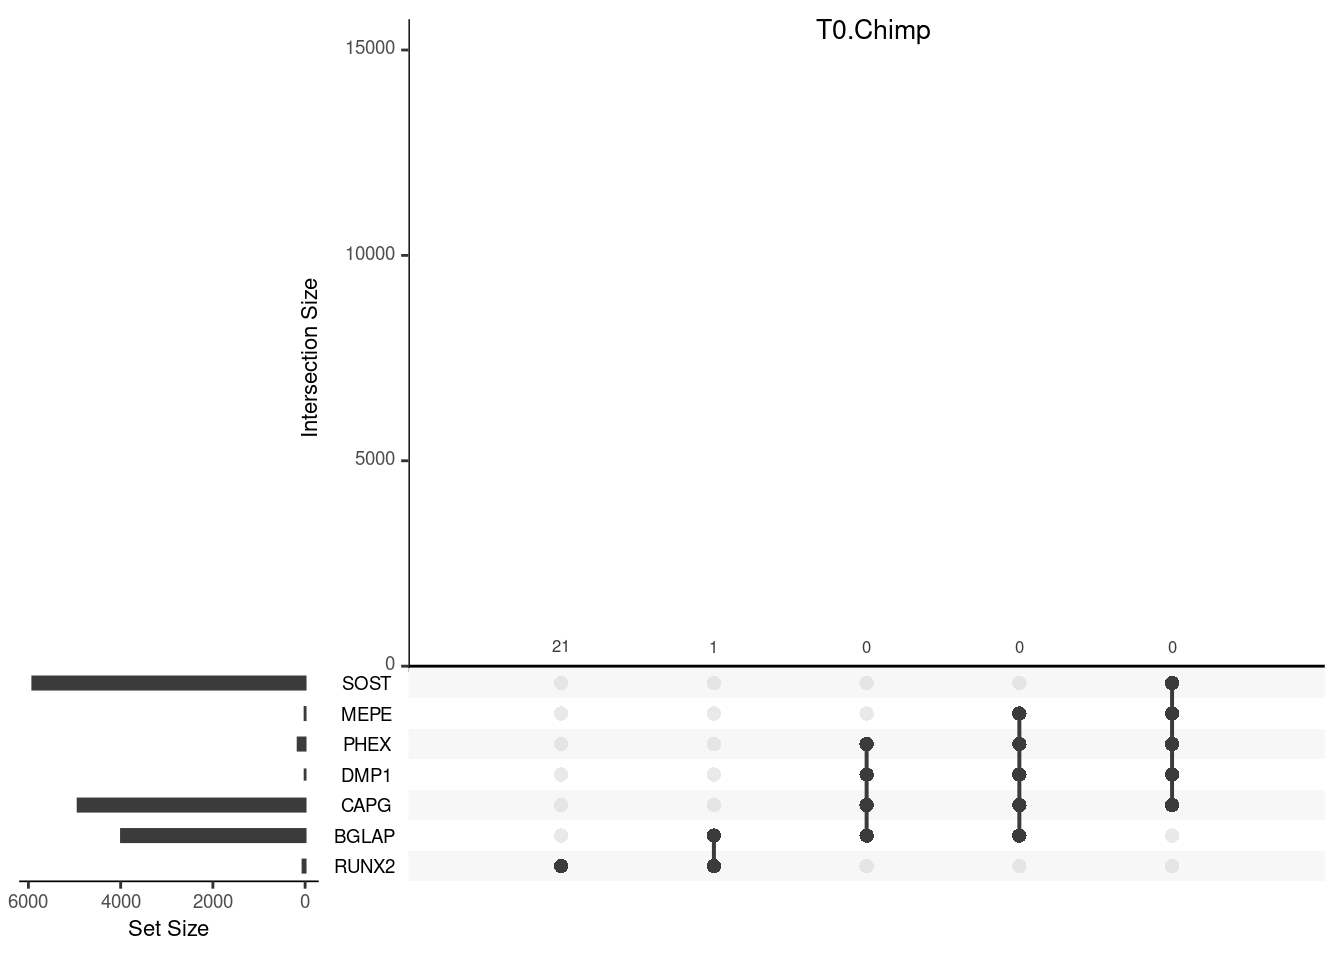 T0.Chimp
15000
10000
5000
0
Intersection Size
21 1 0 0 0
SOST
MEPE
PHEX
DMP1
CAPG
BGLAP
RUNX2
6000 4000 2000 0
Set Size